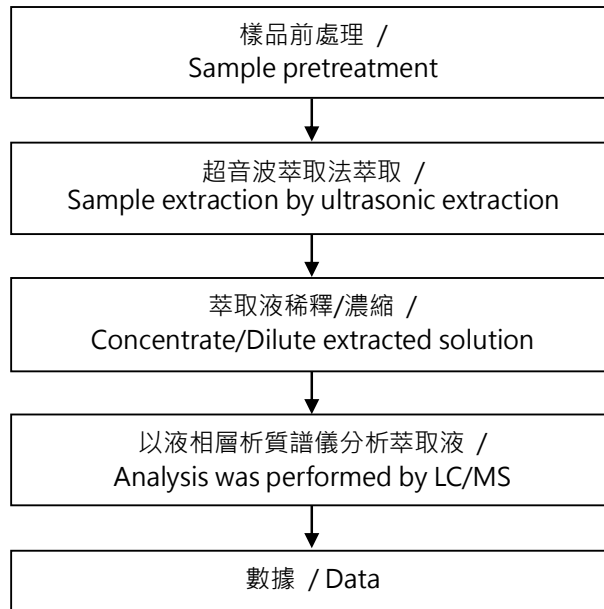 樣品前處理 /
Sample pretreatment
超音波萃取法萃取 /
Sample extraction by ultrasonic extraction
萃取液稀釋/濃縮 /
Concentrate/Dilute extracted solution
以液相層析質譜儀分析萃取液 /
Analysis was performed by LC/MS
數據 / Data